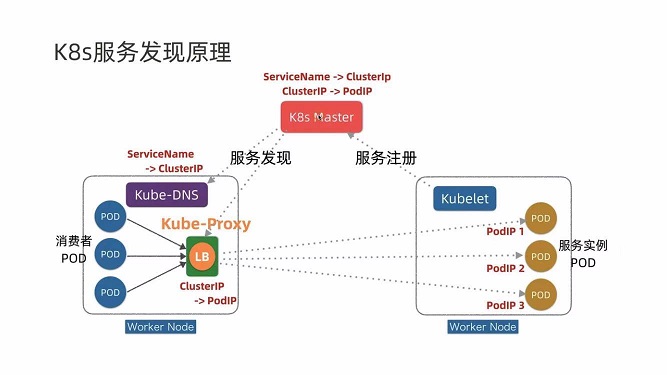 K8s服务发现原理
ServiceName -> ClusterIp
ClusterIP -> PodIP
K8s Master
服务发现
服务注册
ServiceName
-> ClusterIP
Kube-DNS
Kube-Proxy
POD
POD
POD
消费者
POD
LB
ClusterIP
-> PodIP
Worker Node
Kubelet
POD
POD
POD
PodIP 1
PodIP 2
PodIP 3
服务实例
POD
Worker Node